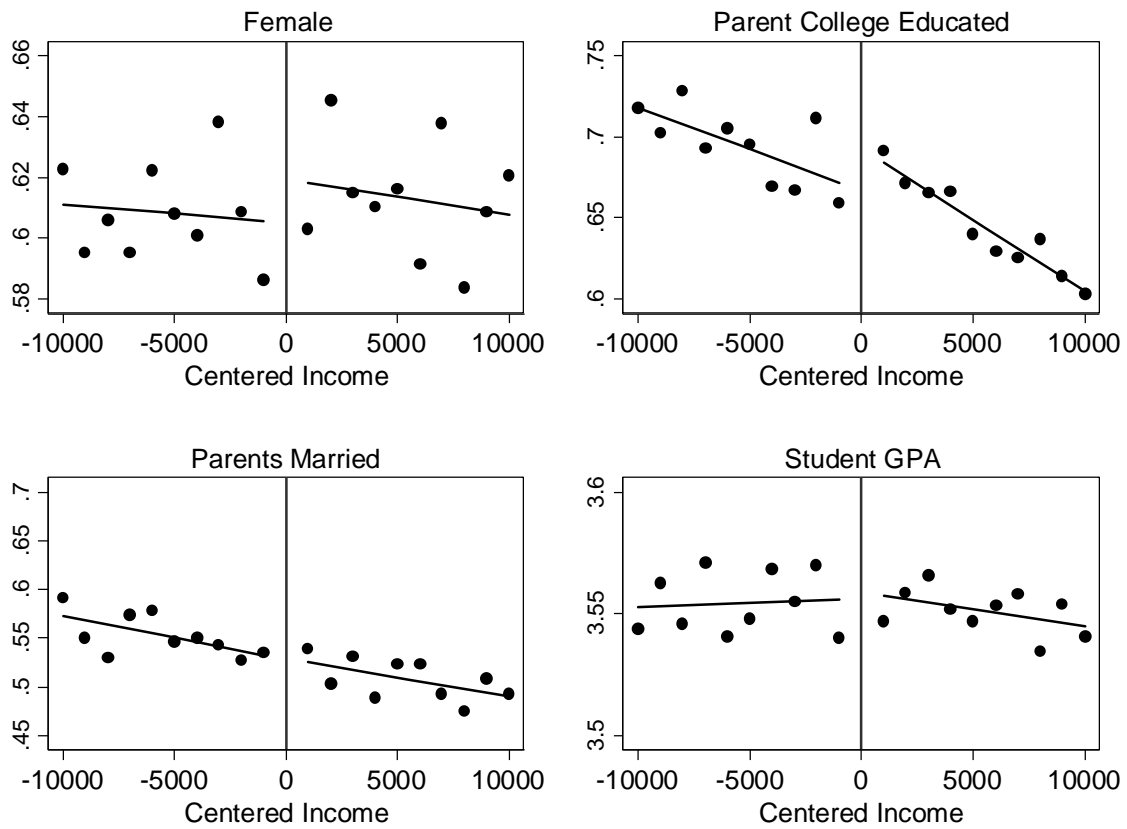 Female
.66
.64
.62
.6
.58
-10000 -5000 0 5000 10000
Centered Income
Parent College Educated
.75
.7
.65
.6
-10000 -5000 0 5000 10000
Centered Income
Parents Married
.7
.65
.6
.55
.5
.45
-10000 -5000 0 5000 10000
Centered Income
Student GPA
3.6
3.55
3.5
-10000 -5000 0 5000 10000
Centered Income